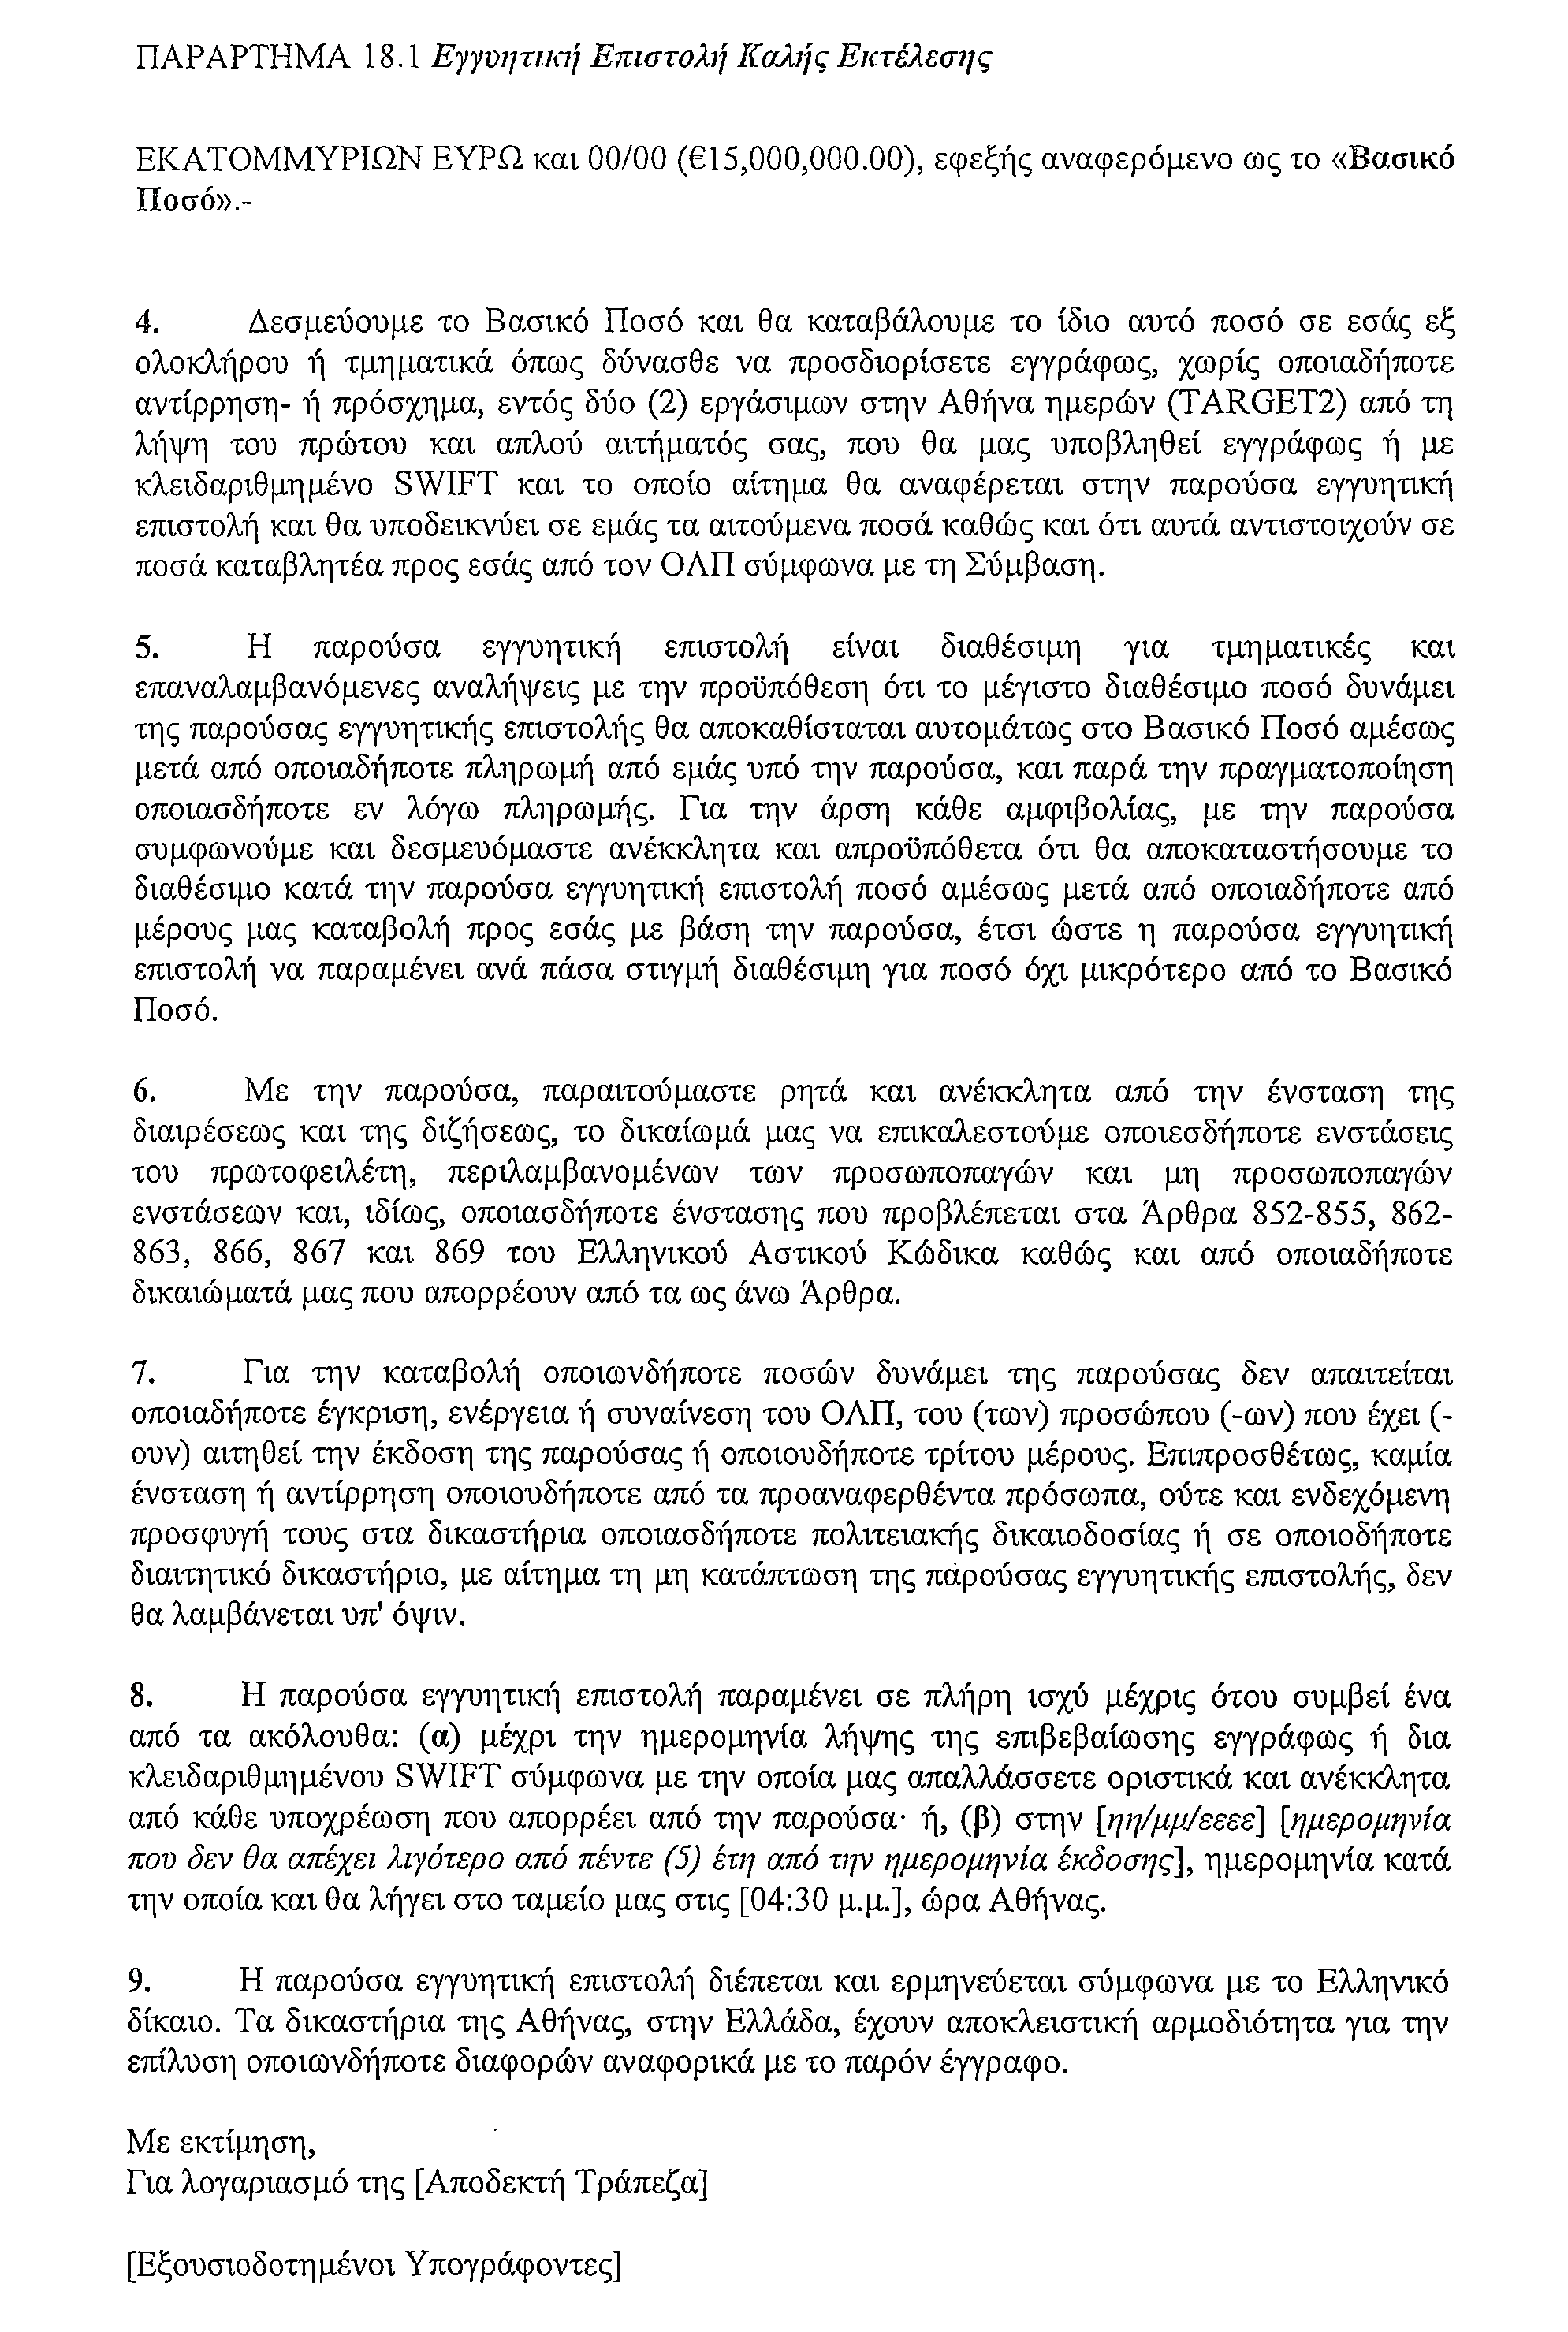 ΠΑΡΑΡΤΗΜΑ 18.1 Εγγυητική Επιστολή Καλής Εκτέλεσης
ΕΚΑΤΟΜΜΥΡΙΩΝ ΕΥΡΩ και 00/00 (€15,000,000.00), εφεξής αναφερόμενο ως το «Βασικό
Ποσό».-
4. Δεσμεύουμε το Βασικό Ποσό και θα καταβάλουμε το ίδιο αυτό ποσό σε εσάς εξ
ολοκλήρου ή τμηματικά όπως δύνασθε να προσδιορίσετε εγγράφως, χωρίς οποιαδήποτε
αντίρρηση- ή πρόσχημα, εντός δύο (2) εργάσιμων στην Αθήνα ημερών (TARGET2) από τη
λήψη του πρώτου και απλού αιτήματός σας, που θα μας υποβληθεί εγγράφως ή με
κλειδαριθμημένο SWIFT και το οποίο αίτημα θα αναφέρεται στην παρούσα εγγυητική
επιστολή και θα υποδεικνύει σε εμάς τα αιτούμενα ποσά καθώς και ότι αυτά αντιστοιχούν σε
ποσά καταβλητέα προς εσάς από τον ΟΛΠ σύμφωνα με τη Σύμβαση.
5. Η παρούσα εγγυητική επιστολή είναι διαθέσιμη για τμηματικές και
επαναλαμβανόμενες αναλήψεις με την προϋπόθεση ότι το μέγιστο διαθέσιμο ποσό δυνάμει
της παρούσας εγγυητικής επιστολής θα αποκαθίσταται αυτομάτως στο Βασικό Ποσό αμέσως
μετά από οποιαδήποτε πληρωμή από εμάς υπό την παρούσα, και παρά την πραγματοποίηση
οποιασδήποτε εν λόγω πληρωμής. Για την άρση κάθε αμφιβολίας, με την παρούσα
συμφωνούμε και δεσμευόμαστε ανέκκλητα και απροϋπόθετα ότι θα αποκαταστήσουμε το
διαθέσιμο κατά την παρούσα εγγυητική επιστολή ποσό αμέσως μετά από οποιαδήποτε από
μέρους μας καταβολή προς εσάς με βάση την παρούσα, έτσι ώστε η παρούσα εγγυητική
επιστολή να παραμένει ανά πάσα στιγμή διαθέσιμη για ποσό όχι μικρότερο από το Βασικό
Ποσό.
6. Με την παρούσα, παραιτούμαστε ρητά και ανέκκλητα από την ένσταση της
διαιρέσεως και της διζήσεως, το δικαίωμά μας να επικαλεστούμε οποιεσδήποτε ενστάσεις
του πρωτοφειλέτη, περιλαμβανομένων των προσωποπαγών και μη προσωποπαγών
ενστάσεων και, ιδίως, οποιασδήποτε ένστασης που προβλέπεται στα Άρθρα 852-855, 862-
863, 866, 867 και 869 του Ελληνικού Αστικού Κώδικα καθώς και από οποιαδήποτε
δικαιώματά μας που απορρέουν από τα ως άνω Άρθρα.
7. Για την καταβολή οποιωνδήποτε ποσών δυνάμει της παρούσας δεν απαιτείται
οποιαδήποτε έγκριση, ενέργεια ή συναίνεση του ΟΛΠ, του (των) προσώπου (-ων) που έχει (-
ουν) αιτηθεί την έκδοση της παρούσας ή οποιουδήποτε τρίτου μέρους. Επιπροσθέτως, καμία
ένσταση ή αντίρρηση οποιουδήποτε από τα προαναφερθέντα πρόσωπα, ούτε και ενδεχόμενη
προσφυγή τους στα δικαστήρια οποιασδήποτε πολιτειακής δικαιοδοσίας ή σε οποιοδήποτε
διαιτητικό δικαστήριο, με αίτημα τη μη κατάπτωση της παρούσας εγγυητικής επιστολής, δεν
θα λαμβάνεται υπ' όψιν.
8. Η παρούσα εγγυητική επιστολή παραμένει σε πλήρη ισχύ μέχρις ότου συμβεί ένα
από τα ακόλουθα: (α) μέχρι την ημερομηνία λήψης της επιβεβαίωσης εγγράφως ή δια
κλειδαριθμημένου SWIFT σύμφωνα με την οποία μας απαλλάσσετε οριστικά και ανέκκλητα
από κάθε υποχρέωση που απορρέει από την παρούσα· ή, (β) στην [ηη/μμ/εεεε] [ημερομηνία
που δεν θα απέχει λιγότερο από πέντε (5) έτη από την ημερομηνία έκδοσης], ημερομηνία κατά
την οποία και θα λήγει στο ταμείο μας στις [04:30 μ.μ.], ώρα Αθήνας.
9. Η παρούσα εγγυητική επιστολή διέπεται και ερμηνεύεται σύμφωνα με το Ελληνικό
δίκαιο. Τα δικαστήρια της Αθήνας, στην Ελλάδα, έχουν αποκλειστική αρμοδιότητα για την
επίλυση οποιωνδήποτε διαφορών αναφορικά με το παρόν έγγραφο.
Με εκτίμηση,
Για λογαριασμό της [Αποδεκτή Τράπεζα]
[Εξουσιοδοτημένοι Υπογράφοντες]